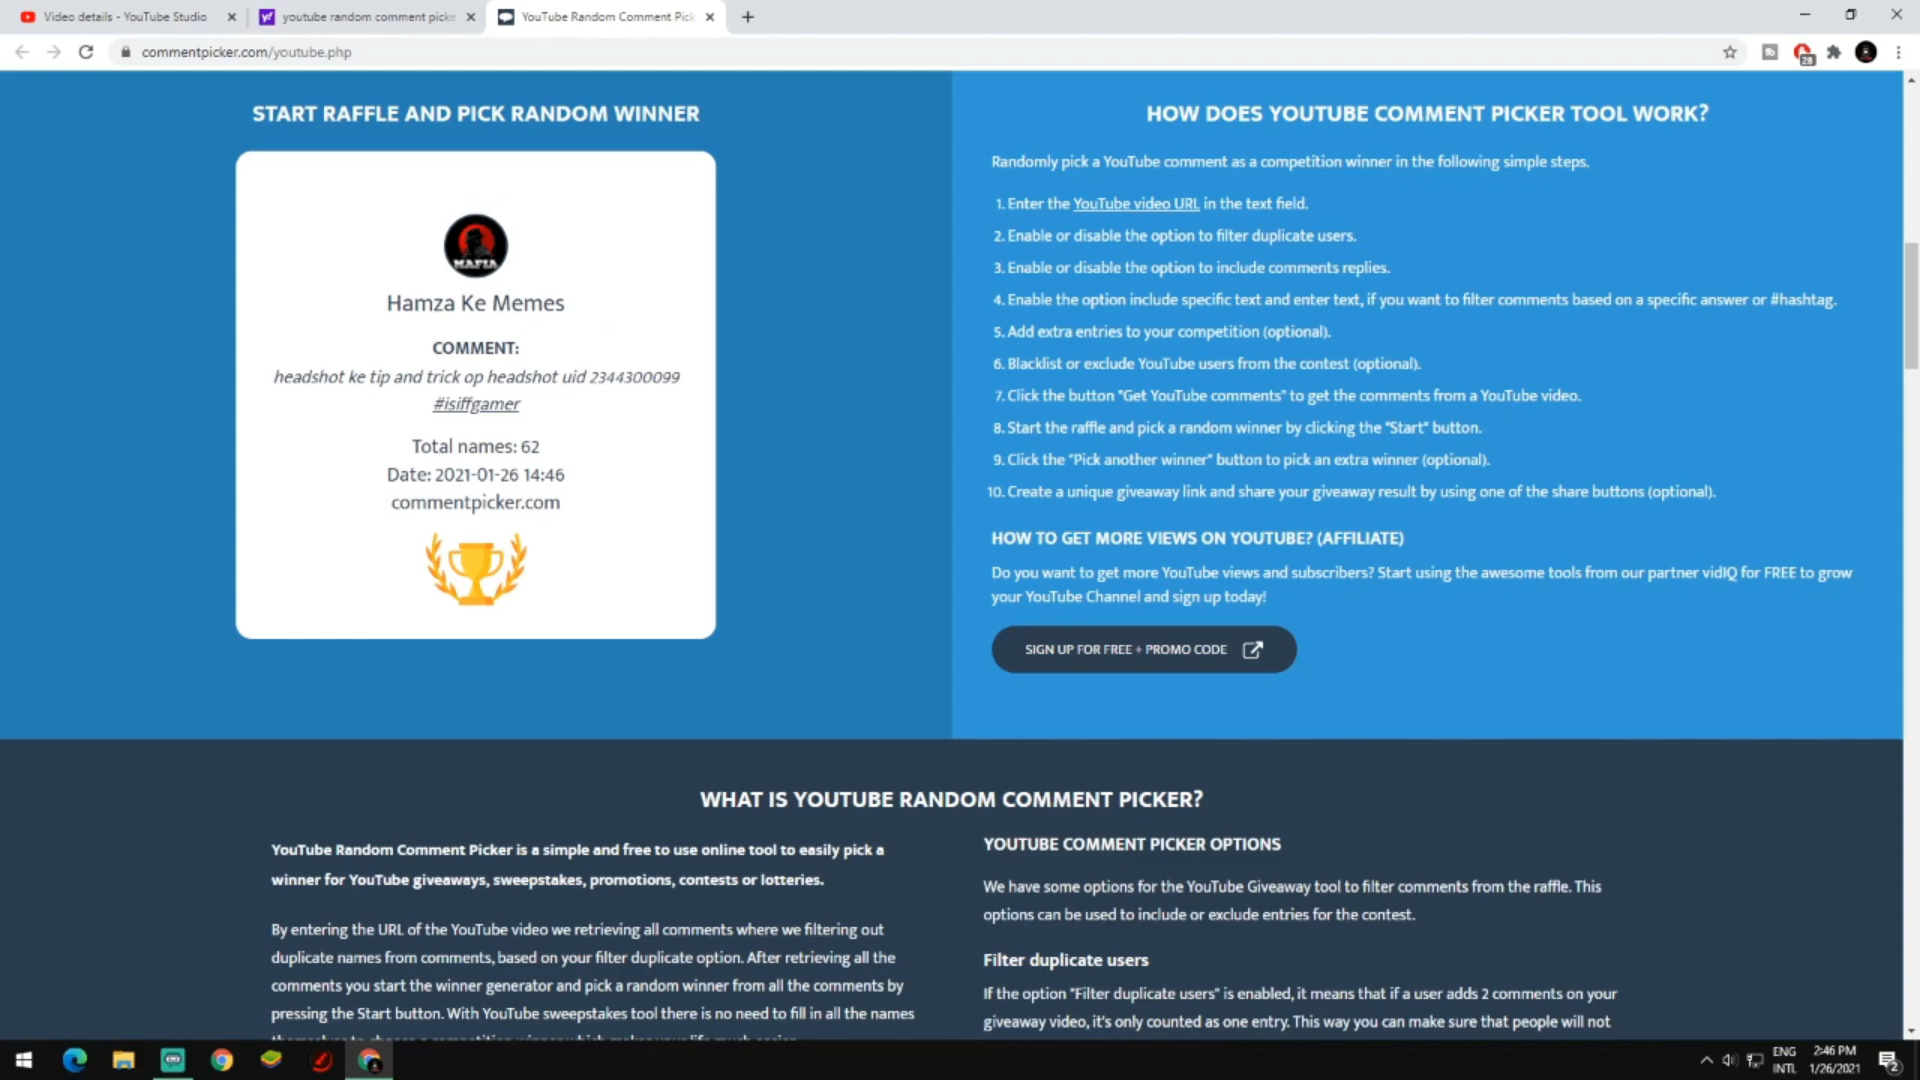 Video details - YouTube Studio
youtube random comment picke
YouTube Random Comment Pick
commentpicker.com/youtube.php
28
START RAFFLE AND PICK RANDOM WINNER
MAFIA
Hamza Ke Memes
COMMENT:
headshot ke tip and trick op headshot uid 2344300099
#isiffgamer
Total names: 62
Date: 2021-01-26 14:46
commentpicker.com
HOW DOES YOUTUBE COMMENT PICKER TOOL WORK?
Randomly pick a YouTube comment as a competition winner in the following simple steps.
1. Enter the YouTube video URL in the text field.
2. Enable or disable the option to filter duplicate users.
3. Enable or disable the option to include comments replies.
4. Enable the option include specific text and enter text, if you want to filter comments based on a specific answer or #hashtag.
5. Add extra entries to your competition (optional).
6. Blacklist or exclude YouTube users from the contest (optional).
7. Click the button "Get YouTube comments" to get the comments from a YouTube video.
8. Start the raffle and pick a random winner by clicking the "Start" button.
9. Click the "Pick another winner" button to pick an extra winner (optional).
10. Create a unique giveaway link and share your giveaway result by using one of the share buttons (optional).
HOW TO GET MORE VIEWS ON YOUTUBE? (AFFILIATE)
Do you want to get more YouTube views and subscribers? Start using the awesome tools from our partner vidIQ for FREE to grow
your YouTube Channel and sign up today!
SIGN UP FOR FREE + PROMO CODE
WHAT IS YOUTUBE RANDOM COMMENT PICKER?
YouTube Random Comment Picker is a simple and free to use online tool to easily pick a
winner for YouTube giveaways, sweepstakes, promotions, contests or lotteries.
By entering the URL of the YouTube video we retrieving all comments where we filtering out
duplicate names from comments, based on your filter duplicate option. After retrieving all the
comments you start the winner generator and pick a random winner from all the comments by
pressing the Start button. With YouTube sweepstakes tool there is no need to fill in all the names
YOUTUBE COMMENT PICKER OPTIONS
We have some options for the YouTube Giveaway tool to filter comments from the raffle. This
options can be used to include or exclude entries for the contest.
Filter duplicate users
If the option "Filter duplicate users" is enabled, it means that if a user adds 2 comments on your
giveaway video, it's only counted as one entry. This way you can make sure that people will not
ENG
INTL
2:46 PM
1/26/2021
2